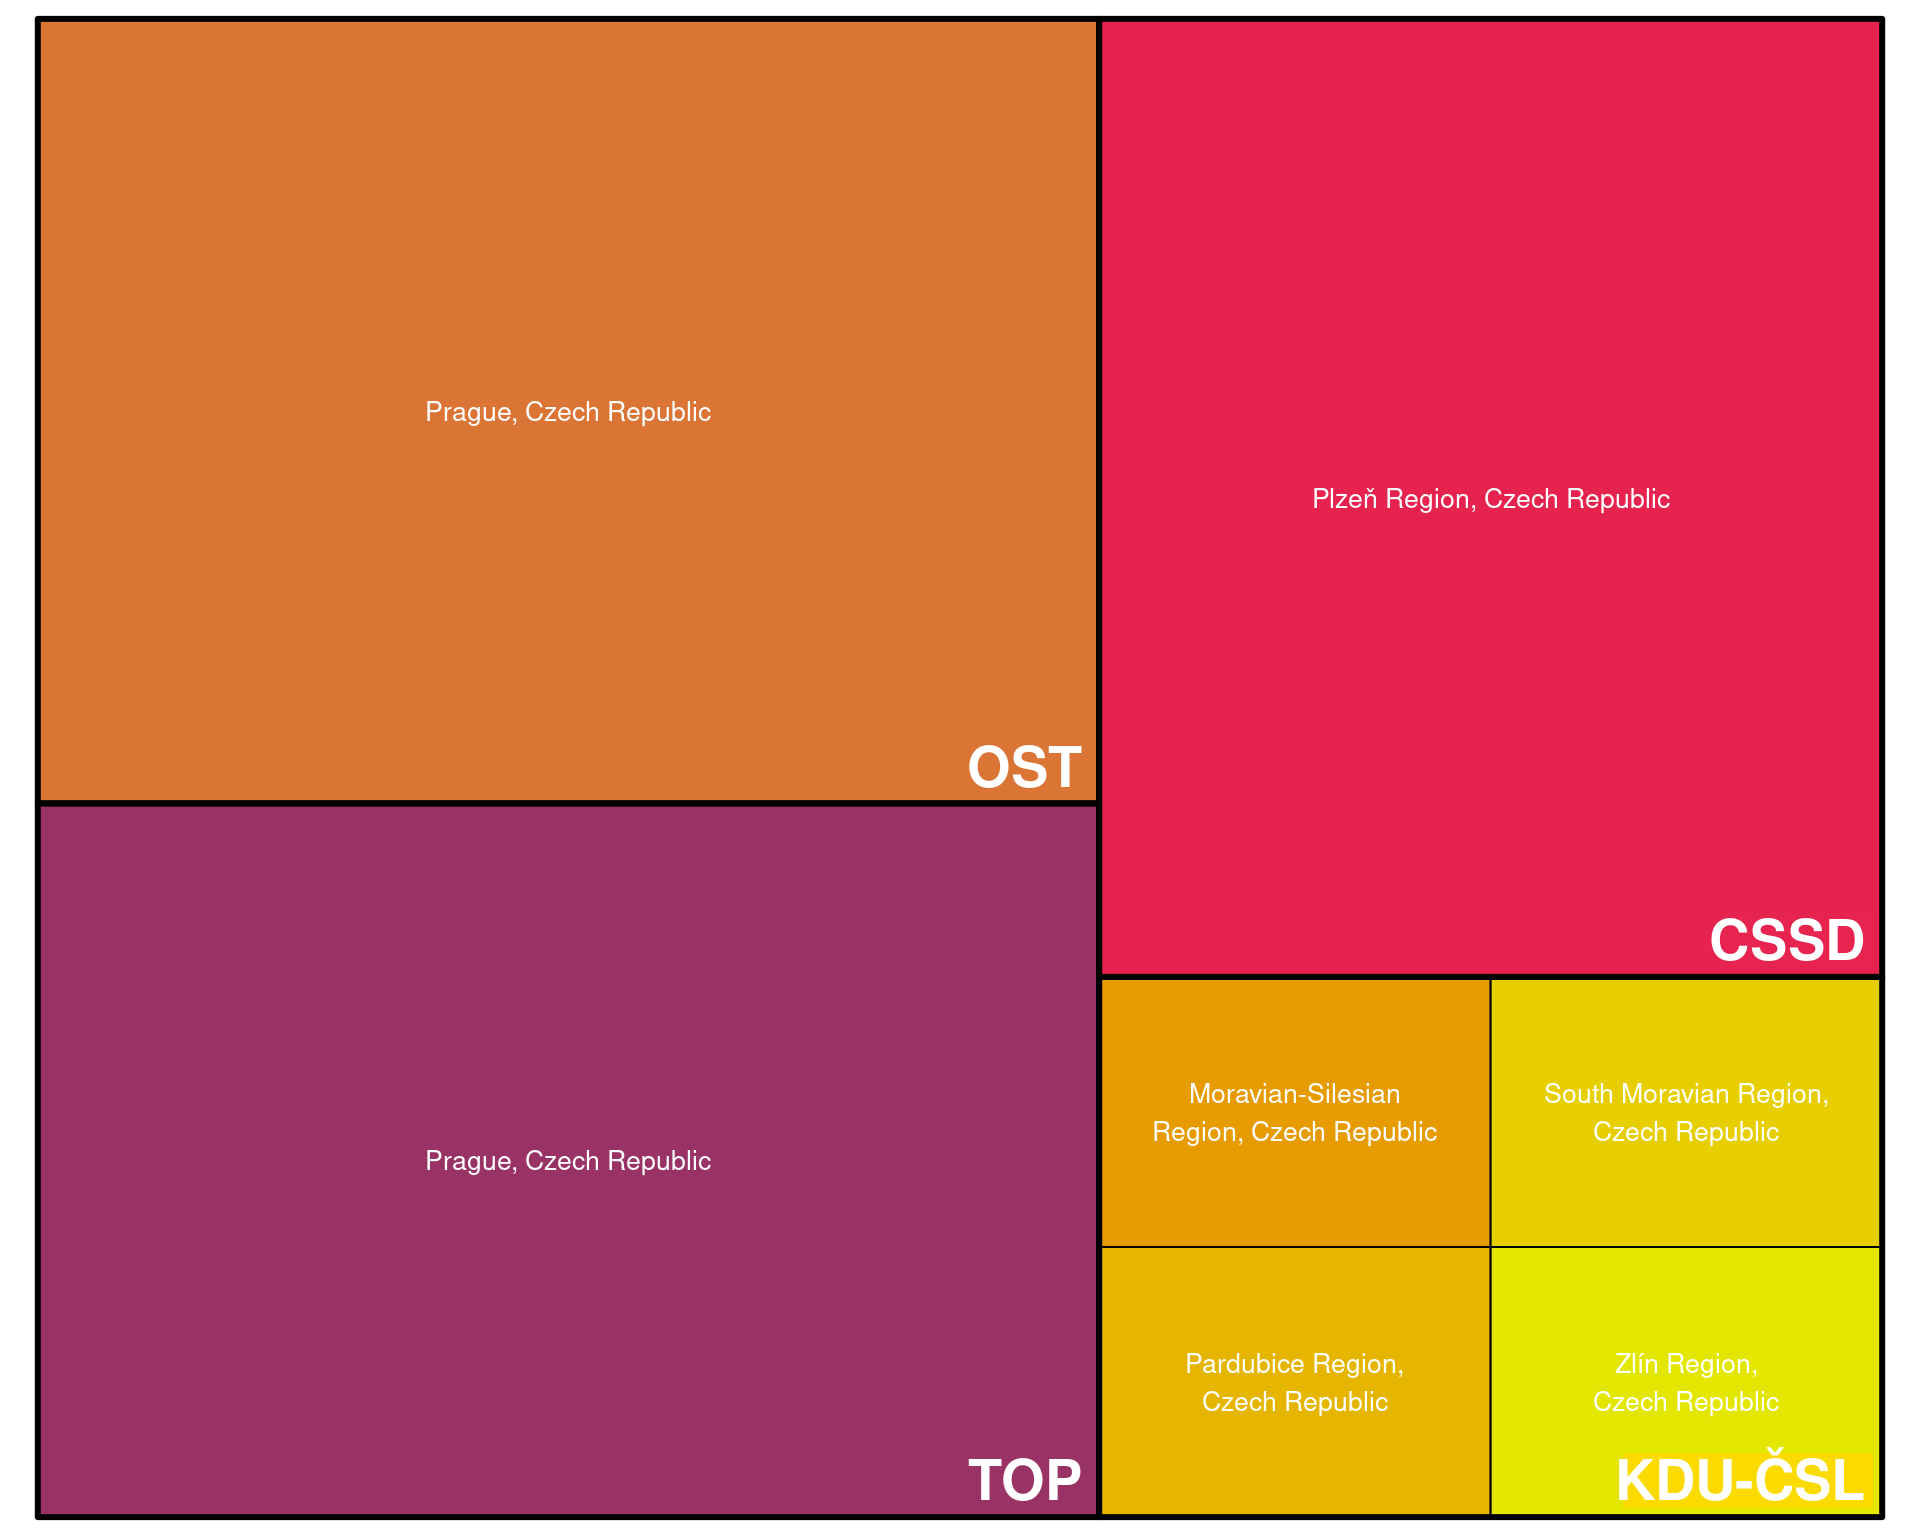 Prague, Czech Republic
OST
Prague, Czech Republic
TOP
Plzeň Region, Czech Republic
CSSD
Moravian-Silesian
Region, Czech Republic
South Moravian Region,
Czech Republic
Pardubice Region,
Czech Republic
Zlín Region,
Czech Republic
KDU-ČSL